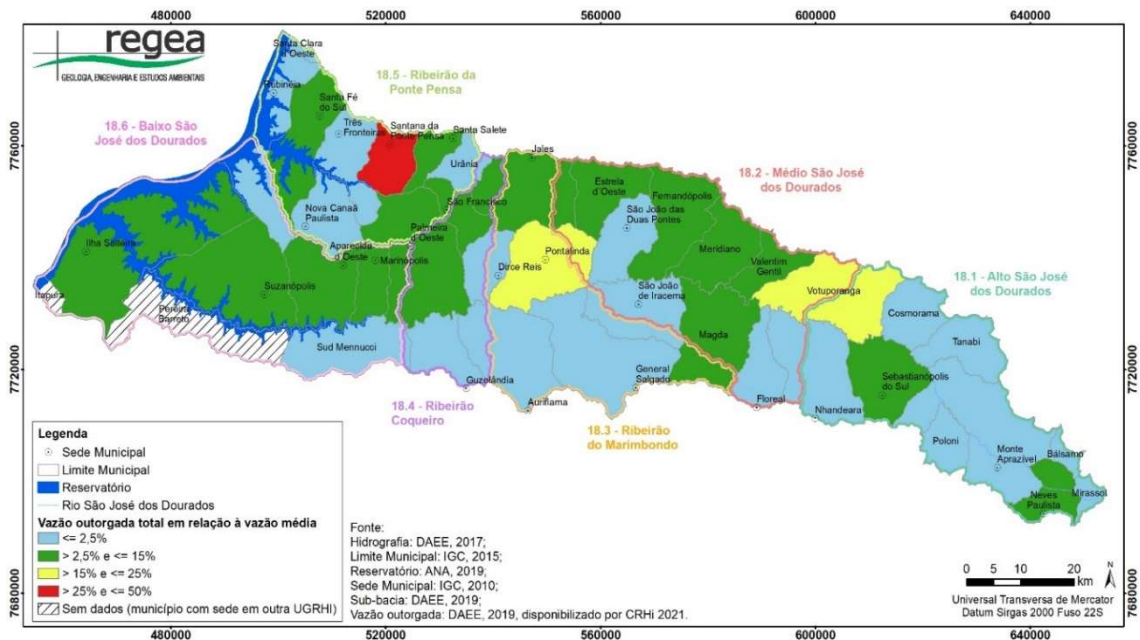 480000 520000 560000 600000 640000
regea
GEOLOGIA, ENGENHARIA E ESTUDOS AMBIENTAIS
Santa Clara
d'Oeste
18.5 - Ribeirão da
Ponte Pensa
Rubinéia
Santa Fé
do Sul
Três
Fronteiras
Santana da
Ponte Pensa
Santa Salete
18.6 - Baixo São
José dos Dourados
7760000
7760000
Urânia
Jales
18.2 - Médio São José
dos Dourados
Estrela
d'Oeste
Fernandópolis
São Francisco
São João das
Duas Pontes
Nova Canaã
Paulista
Palmeira
d'Oeste
Meridiano
Ilha Solteira
Aparecida
d'Oeste
Marinópolis
Dirce Reis
Pontalinda
Valentim
Gentil
18.1 - Alto São José
dos Dourados
Itapura
Suzanápolis
São João
de Iracema
Votuporanga
Cosmorama
Pereira
Barreto
Magda
Tanabi
Sud Mennucci
7720000
7720000
Guzolândia
General
Salgado
Sebastianópolis
do Sul
Auriflama
Floreal
Nhandeara
18.4 - Ribeirão
Coqueiro
18.3 - Ribeirão
do Marimbondo
Poloni
Monte
Aprazível
Bálsamo
Neves
Paulista
Mirassol
Legenda
Sede Municipal
Limite Municipal
Reservatório
Rio São José dos Dourados
Vazão outorgada total em relação à vazão média
<= 2,5%
> 2,5% e <= 15%
> 15% e <= 25%
> 25% e <= 50%
Sem dados (município com sede em outra UGRHI)
Fonte:
Hidrografia: DAEE, 2017;
Limite Municipal: IGC, 2015;
Reservatório: ANA, 2019;
Sede Municipal: IGC, 2010;
Sub-bacia: DAEE, 2019;
Vazão outorgada: DAEE, 2019, disponibilizado por CRHi 2021.
0 5 10 20
km
N
Universal Transversa de Mercator
Datum Sirgas 2000 Fuso 22S
7680000
7680000
480000 520000 560000 600000 640000